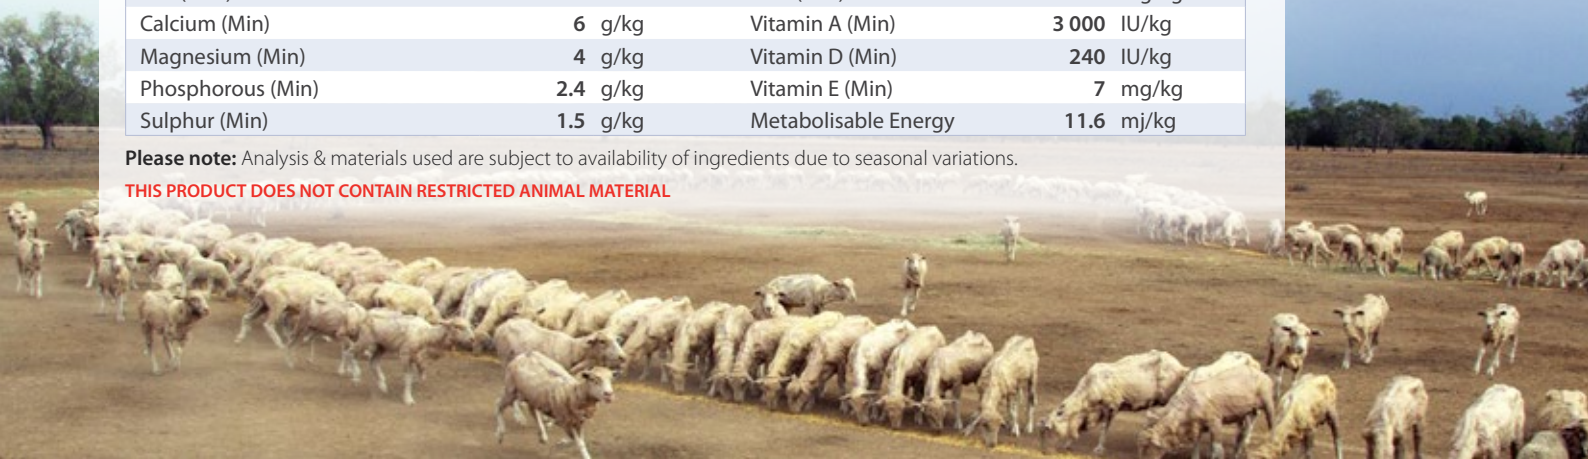 Calcium (Min) 6 g/kg Vitamin A (Min) 3 000 IU/kg
Magnesium (Min) 4 g/kg Vitamin D (Min) 240 IU/kg
Phosphorous (Min) 2.4 g/kg Vitamin E (Min) 7 mg/kg
Sulphur (Min) 1.5 g/kg Metabolisable Energy 11.6 mj/kg
Please note: Analysis & materials used are subject to availability of ingredients due to seasonal variations.
THIS PRODUCT DOES NOT CONTAIN RESTRICTED ANIMAL MATERIAL